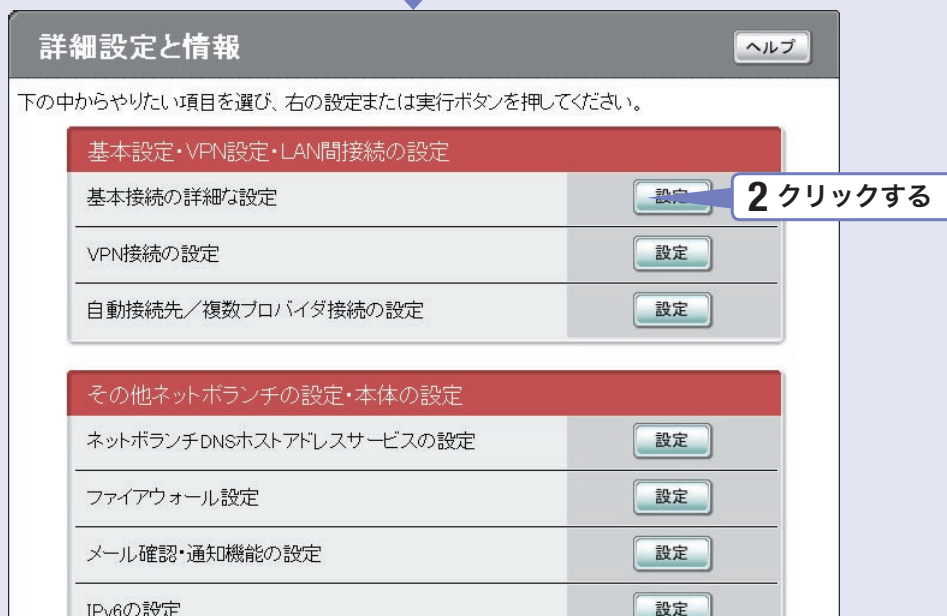 詳細設定と情報
ヘルプ
下の中からやりたい項目を選び、右の設定または実行ボタンを押してください。
基本設定・VPN設定・LAN間接続の設定
基本接続の詳細な設定
設定
2 クリックする
VPN接続の設定
設定
自動接続先／複数プロバイダ接続の設定
設定
その他ネットボランチの設定・本体の設定
ネットボランチDNSホストアドレスサービスの設定
設定
ファイアウォール設定
設定
メール確認・通知機能の設定
設定
IPv6の設定
設定